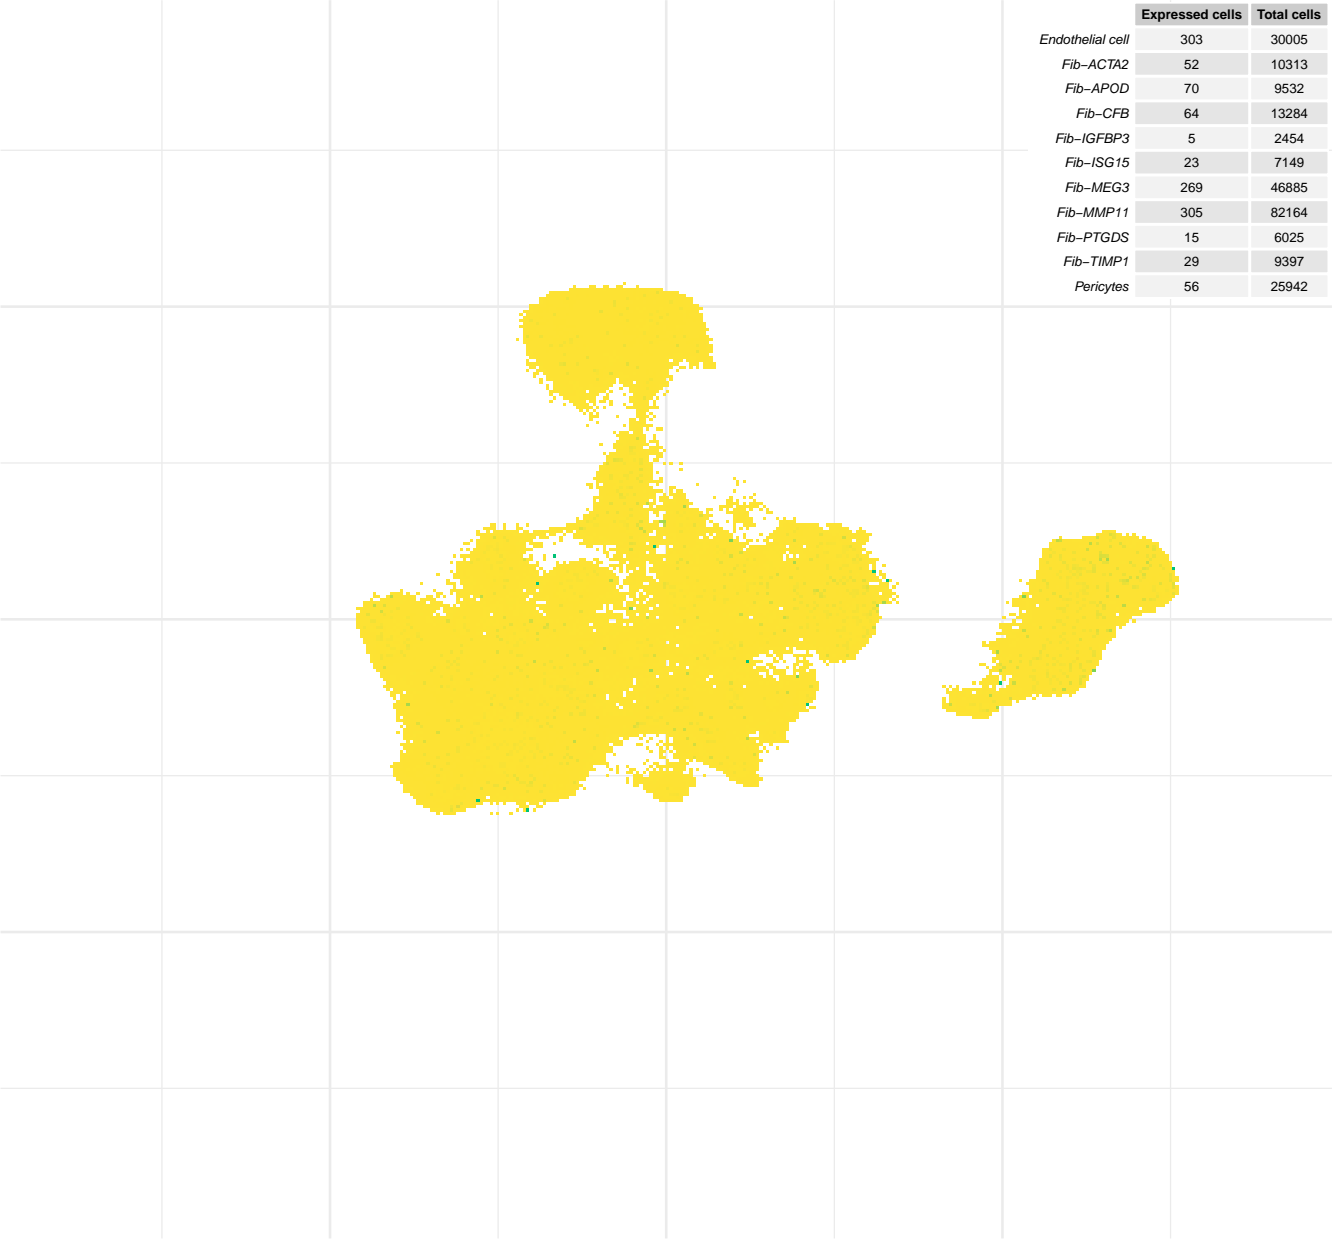 Expressed cells Total cells
Endothelial cell 303 30005
Fib−ACTA2 52 10313
Fib−APOD 70 9532
Fib−CFB 64 13284
Fib−IGFBP3 5 2454
Fib−ISG15 23 7149
Fib−MEG3 269 46885
Fib−MMP11 305 82164
Fib−PTGDS 15 6025
Fib−TIMP1 29 9397
Pericytes 56 25942